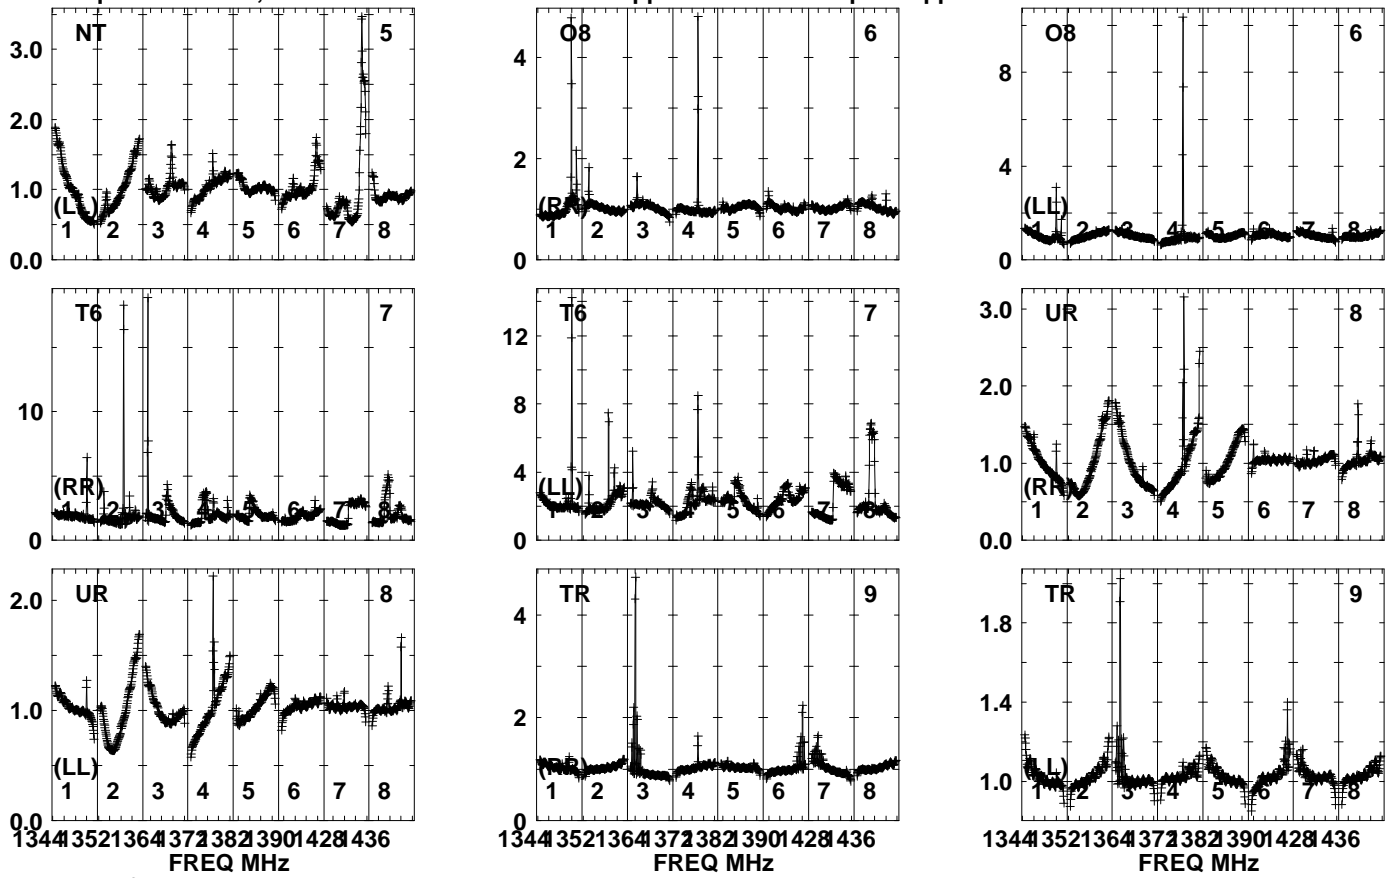 NT 5
3.0
2.0
1.0
0.0
(LL)
1 2 3 4 5 6 7 8
O8 6
4
2
0
(RR)
1 2 3 4 5 6 7 8
O8 6
8
4
0
(LL)
1 2 3 4 5 6 7 8
T6 7
10
0
(RR)
1 2 3 4 5 6 7 8
T6 7
12
8
4
0
(LL)
1 2 3 4 5 6 7 8
UR 8
3.0
2.0
1.0
0.0
(RR)
1 2 3 4 5 6 7 8
UR 8
2.0
1.0
0.0
(LL)
1 2 3 4 5 6 7 8
1344 1352 1364 1372 1382 1390 1428 1436
FREQ MHz
TR 9
4
2
0
(RR)
1 2 3 4 5 6 7 8
1344 1352 1364 1372 1382 1390 1428 1436
FREQ MHz
TR 9
1.8
1.4
1.0
(LL)
1 2 3 4 5 6 7 8
1344 1352 1364 1372 1382 1390 1428 1436
FREQ MHz